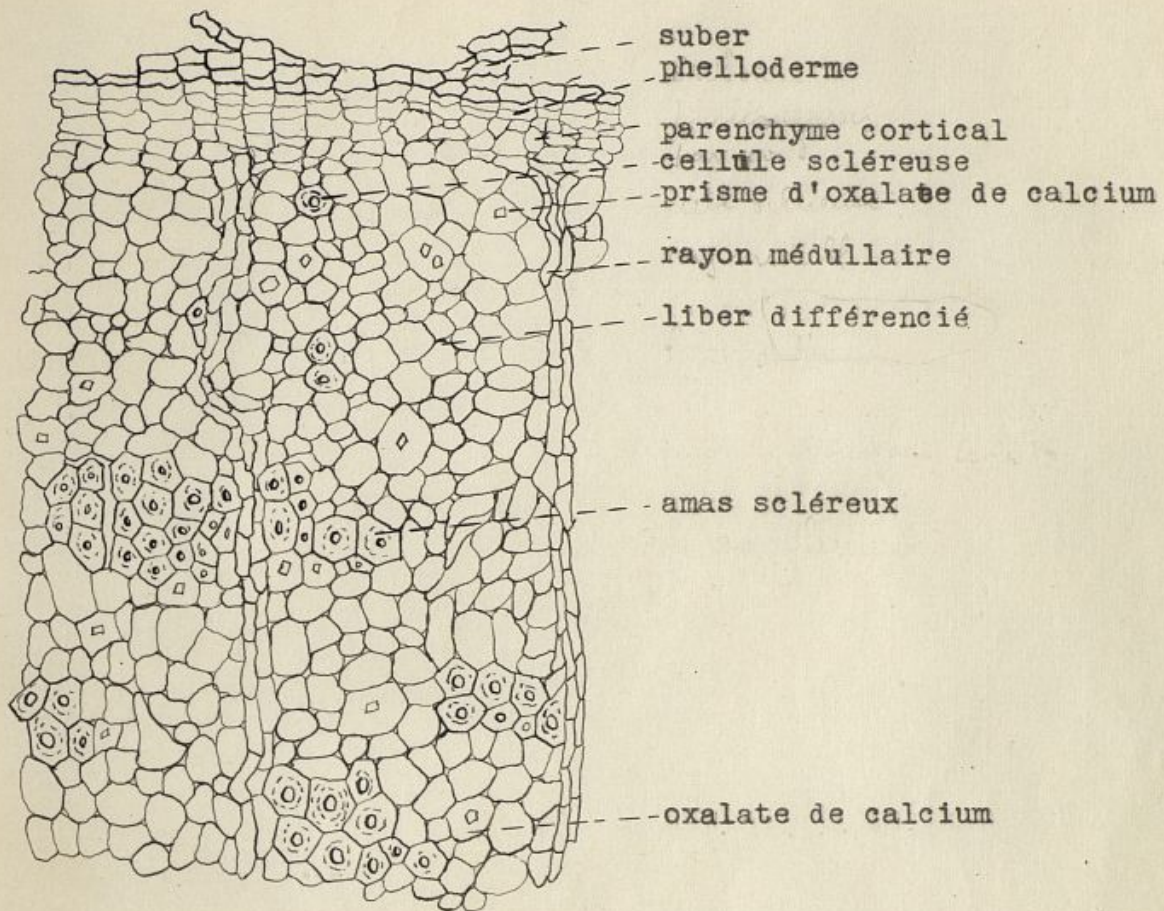 suber
phelloderme
parenchyme cortical
cellule scléreuse
prisme d'oxalate de calcium
rayon médullaire
liber différencié
amas scléreux
oxalate de calcium